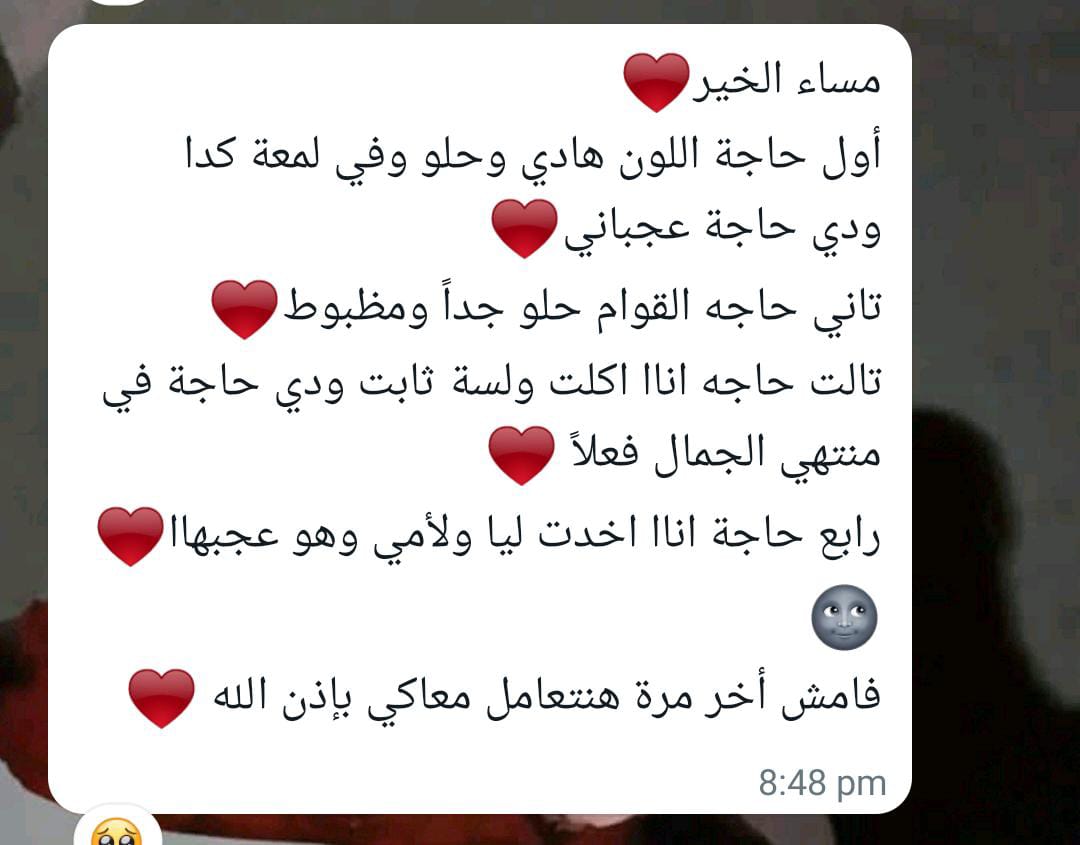 مساء الخير❤️
أول حاجة اللون هادي وحلو وفي لمعة كدا
ودي حاجة عجباني❤️
تاني حاجه القوام حلو جداً ومظبوط❤️
تالت حاجه اناا اكلت ولسة ثابت ودي حاجة في
منتهي الجمال فعلاً ❤️
رابع حاجة اناا اخدت ليا ولأمي وهو عجبهاا❤️
🌚
فامش أخر مرة هنتعامل معاكي بإذن الله ❤️
8:48 pm